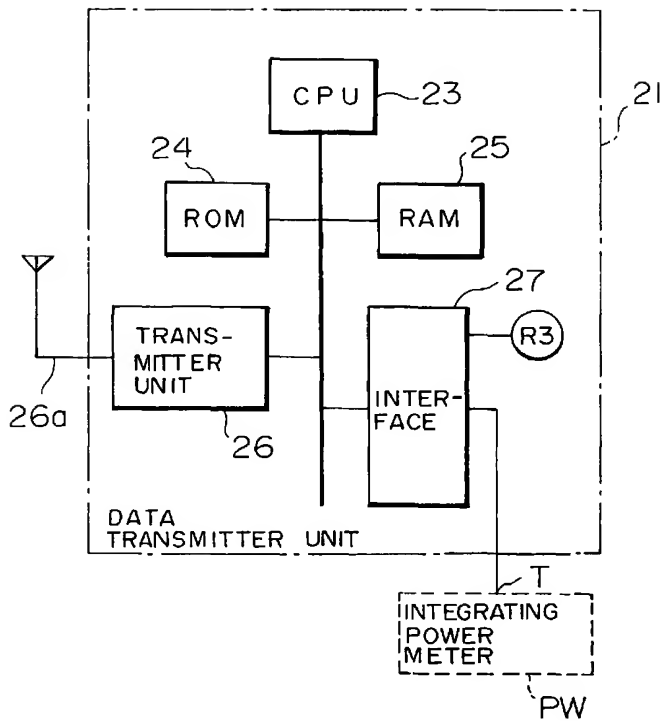 CPU
23
21
24
ROM
25
RAM
27
R3
TRANS-
MITTER
UNIT
26a
26
INTER-
FACE
DATA
TRANSMITTER UNIT
T
INTEGRATING
POWER
METER
PW